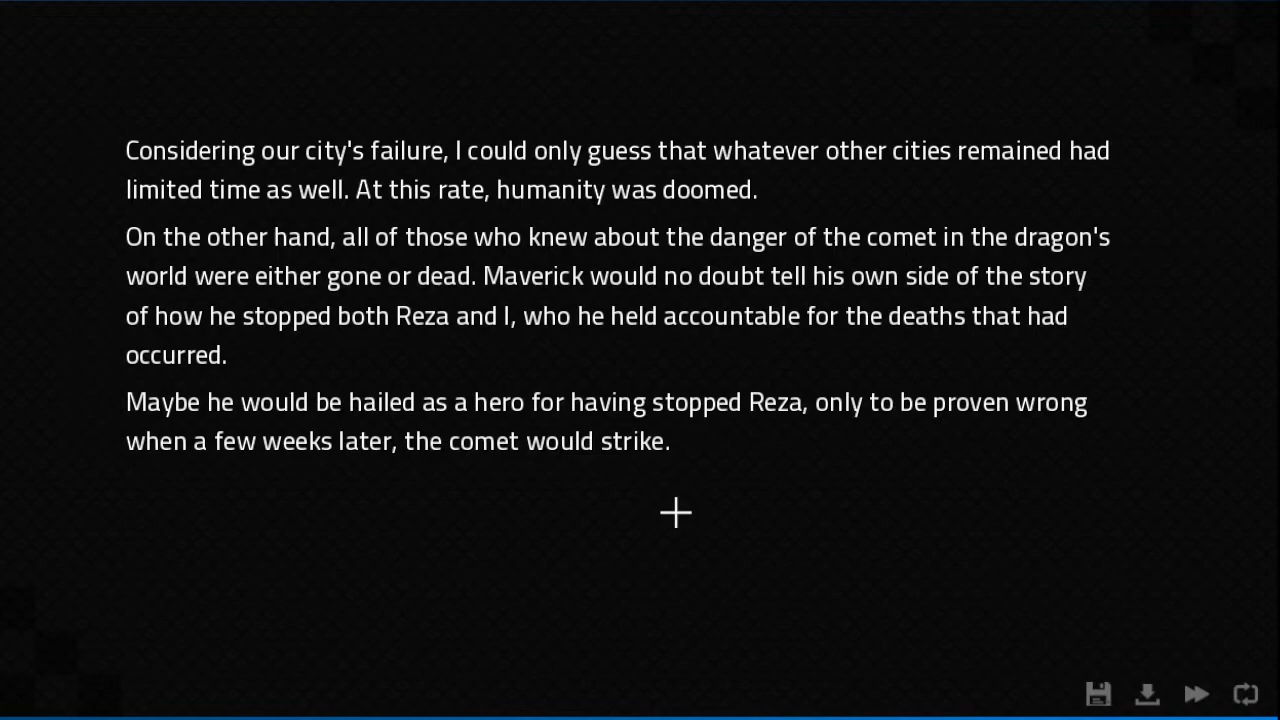 Considering our city's failure, I could only guess that whatever other cities remained had
limited time as well. At this rate, humanity was doomed.
On the other hand, all of those who knew about the danger of the comet in the dragon's
world were either gone or dead. Maverick would no doubt tell his own side of the story
of how he stopped both Reza and I, who he held accountable for the deaths that had
occurred.
Maybe he would be hailed as a hero for having stopped Reza, only to be proven wrong
when a few weeks later, the comet would strike.